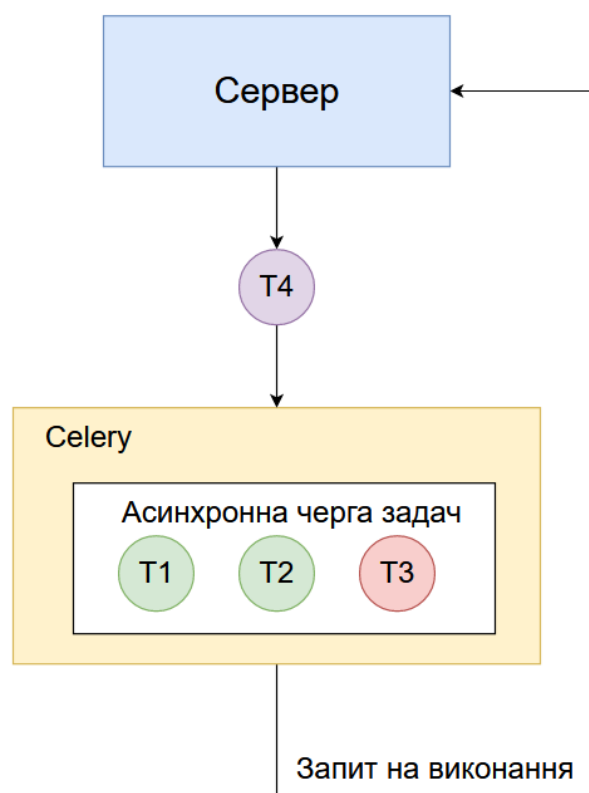 Сервер
T4
Celery
Асинхронна черга задач
T1 T2 T3
Запит на виконання